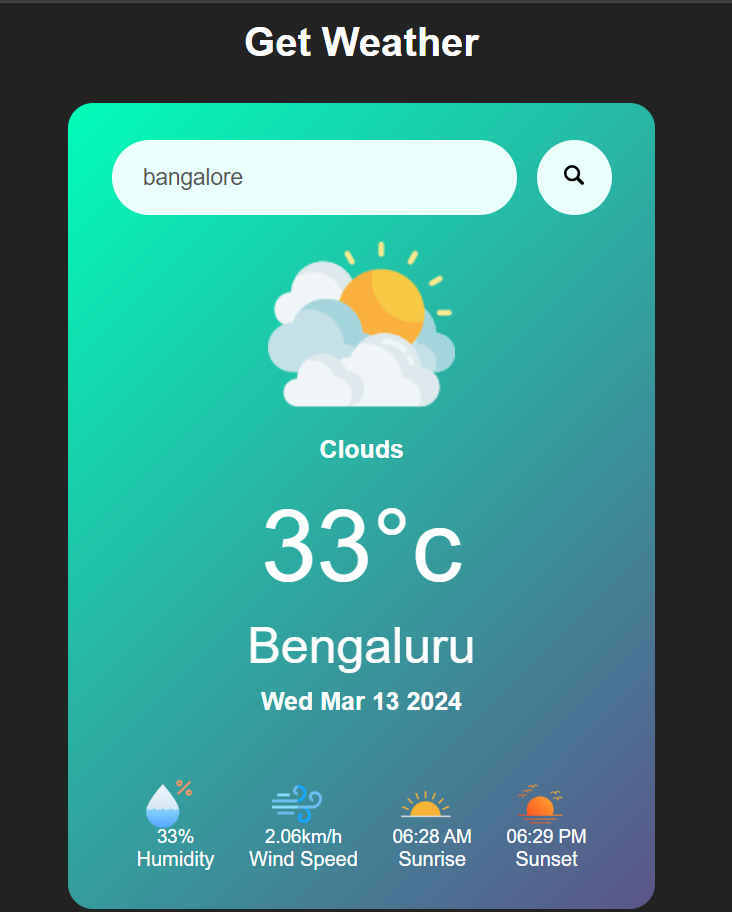 Get Weather
bangalore
Clouds
33°c
Bengaluru
Wed Mar 13 2024
%
33%
Humidity
2.06km/h
Wind Speed
06:28 AM
Sunrise
06:29 PM
Sunset